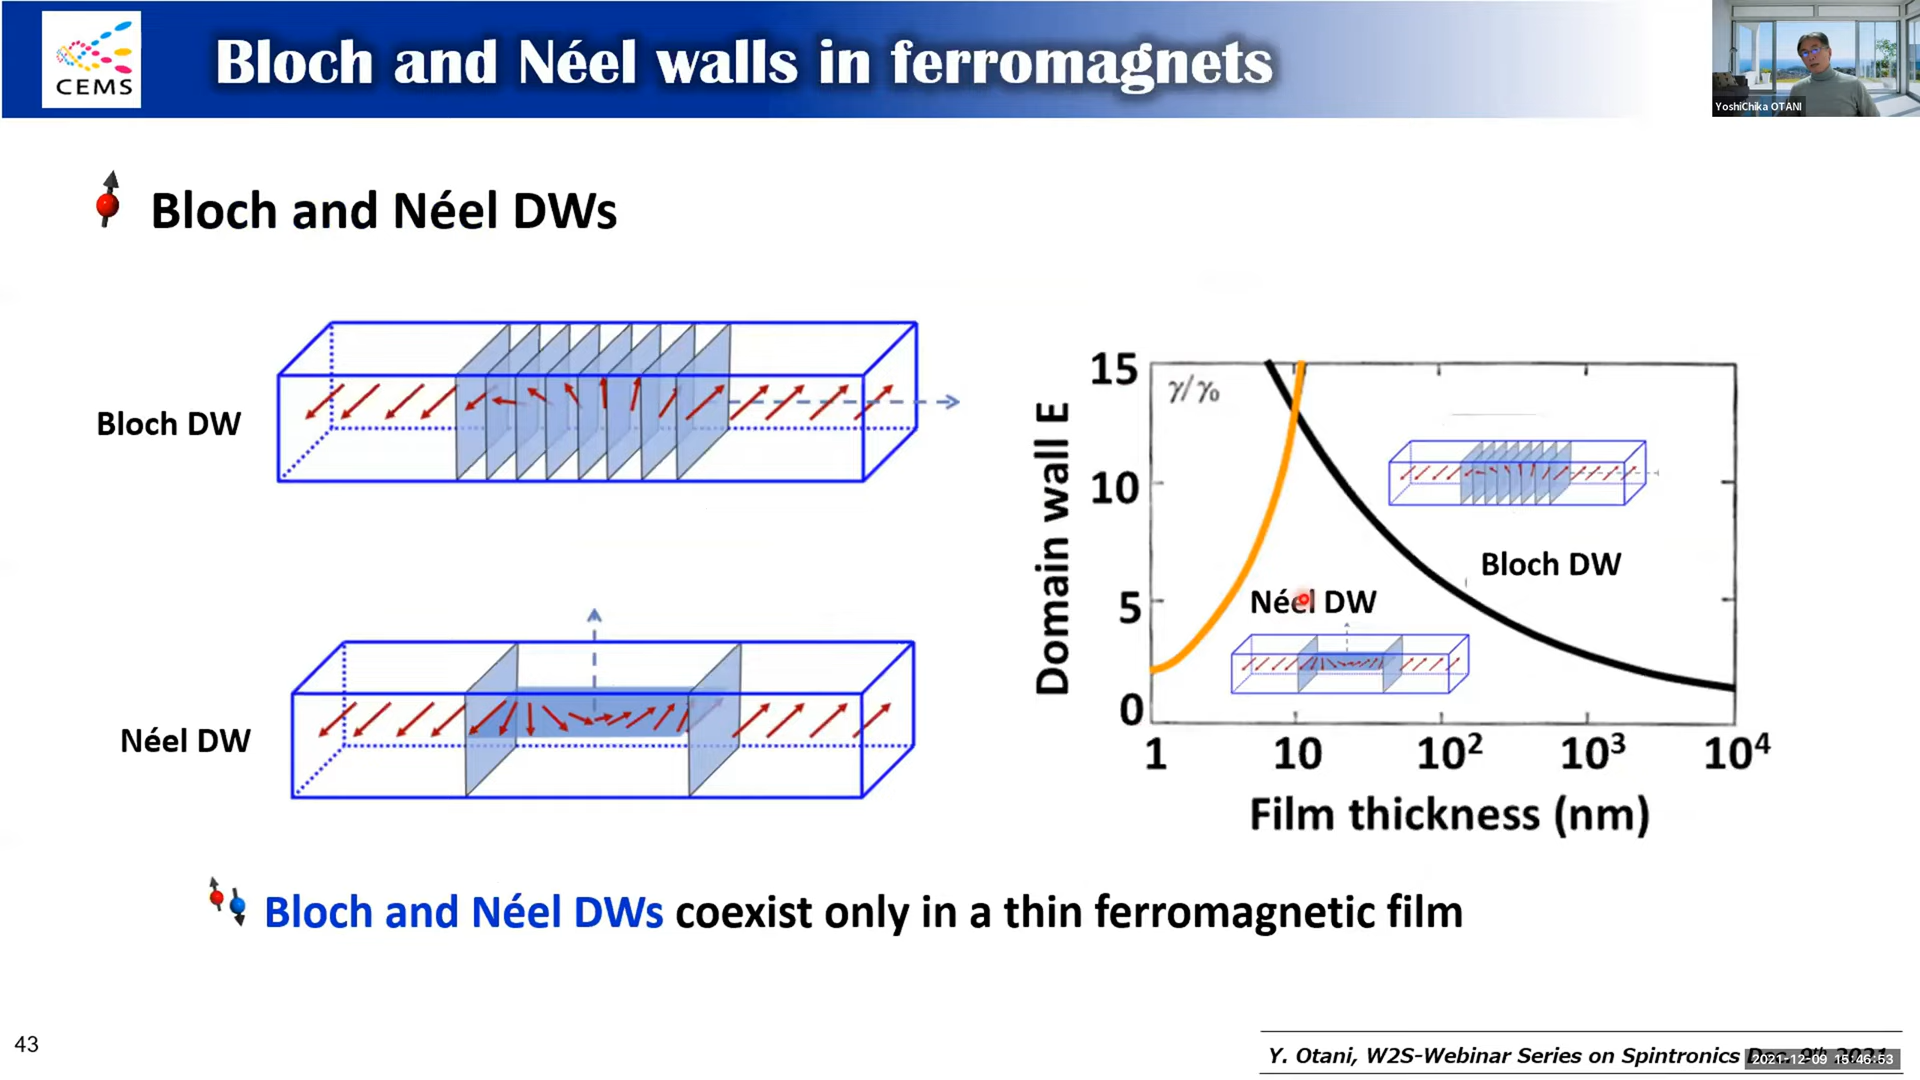 CEMS
Bloch and Néel walls in ferromagnets
YoshiChika OTANI
Bloch and Néel DWs
Bloch DW
Néel DW
Domain wall E
15
10
5
0
γ/γ₀
Bloch DW
Néel DW
1 10 10² 10³ 10⁴
Film thickness (nm)
Bloch and Néel DWs coexist only in a thin ferromagnetic film
43
Y. Otani, W2S-Webinar Series on Spintronics
2021-12-09 15:46:53